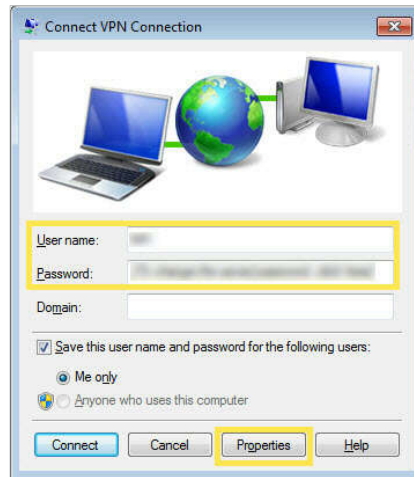 Connect VPN Connection
User name:
Password:
Domain:
Save this user name and password for the following users:
Me only
Anyone who uses this computer
Connect Cancel Properties Help